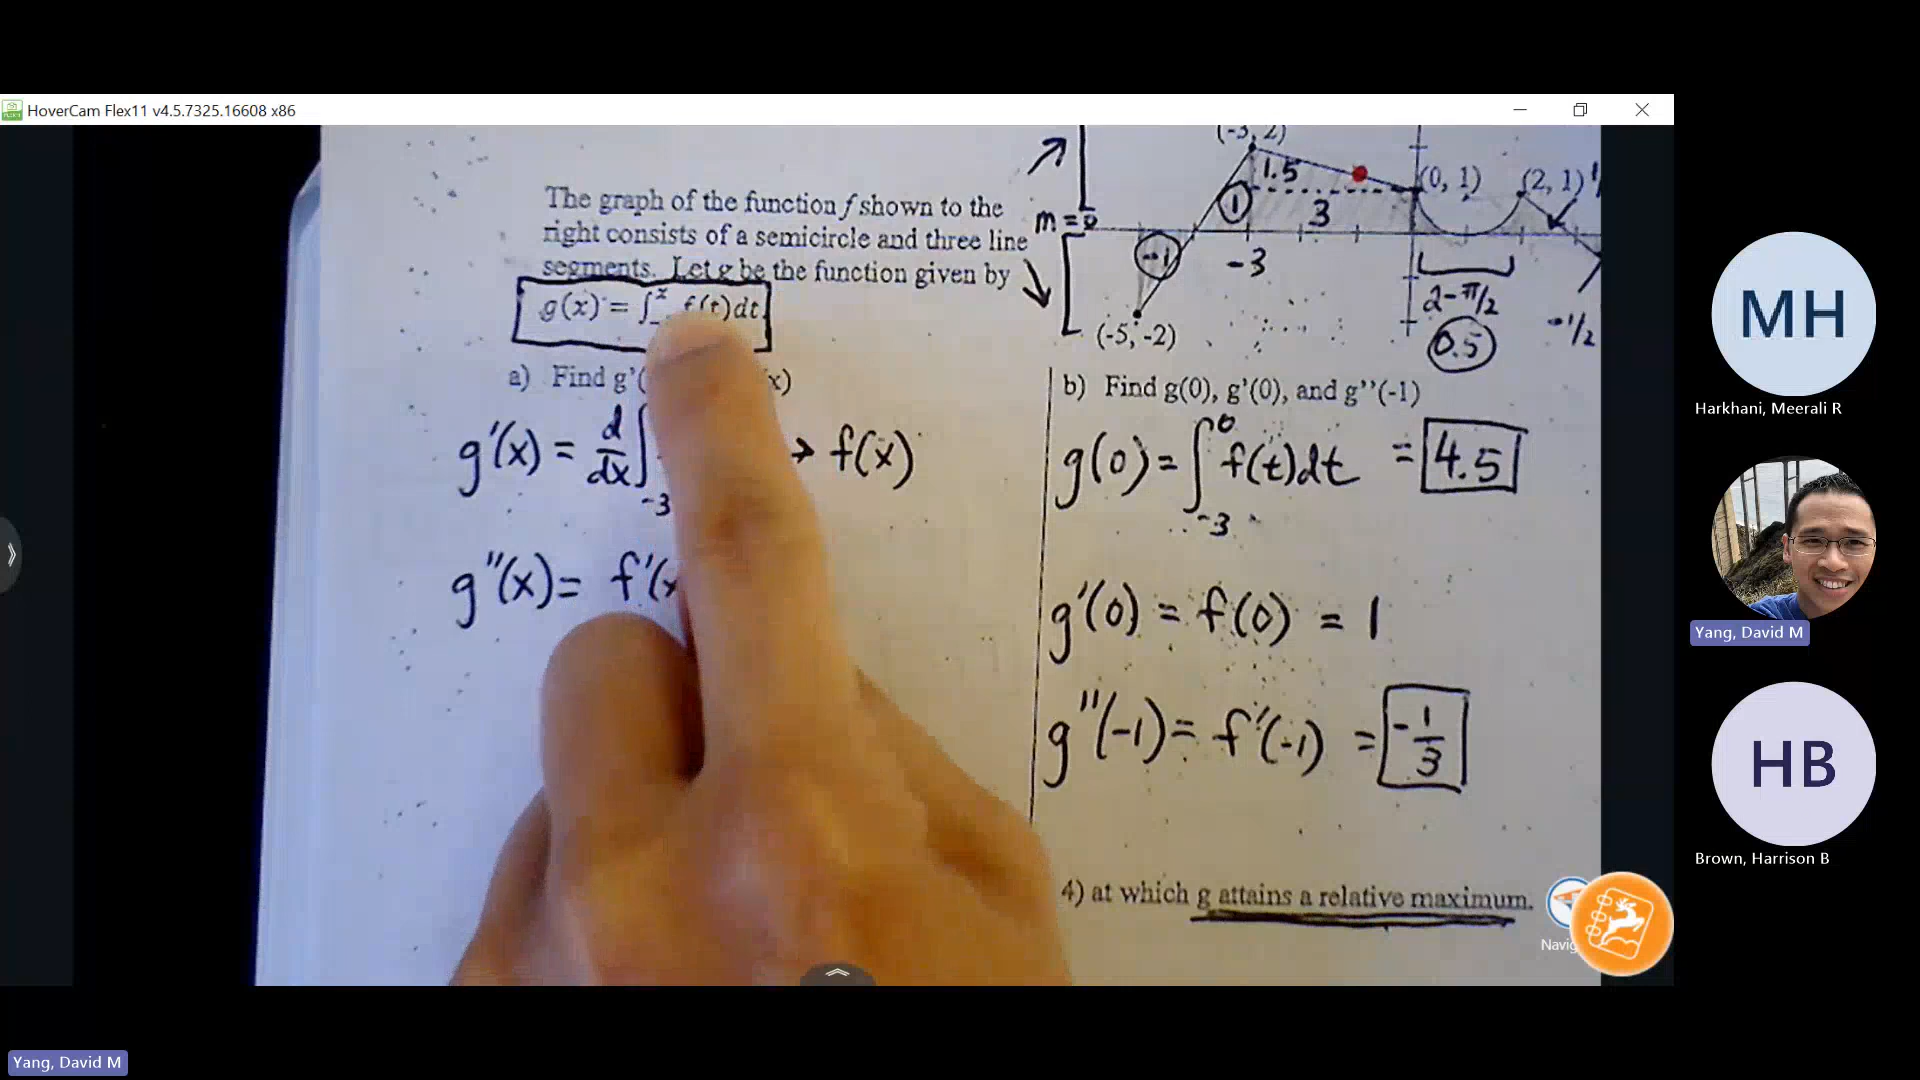 HoverCam Flex11 v4.5.7325.16608 x86
The graph of the function f shown to the
right consists of a semicircle and three line
segments. Let g be the function given by
g(x) = ∫ x f(t)dt
(-3, 2)
1.5
(0, 1)
(2, 1)
m = 0
1
3
-1
-3
(-5, -2)
2-π/2
0.5
-1/2
a) Find g'( x)
g'(x) = d/dx ∫ -3 → f(x)
g''(x) = f'(x
b) Find g(0), g'(0), and g''(-1)
g(0) = ∫ 0 -3 f(t)dt = 4.5
g'(0) = f(0) = 1
g''(-1) = f'(-1) = -1/3
4) at which g attains a relative maximum.
Navig
MH
Harkhani, Meerali R
Yang, David M
HB
Brown, Harrison B
Yang, David M